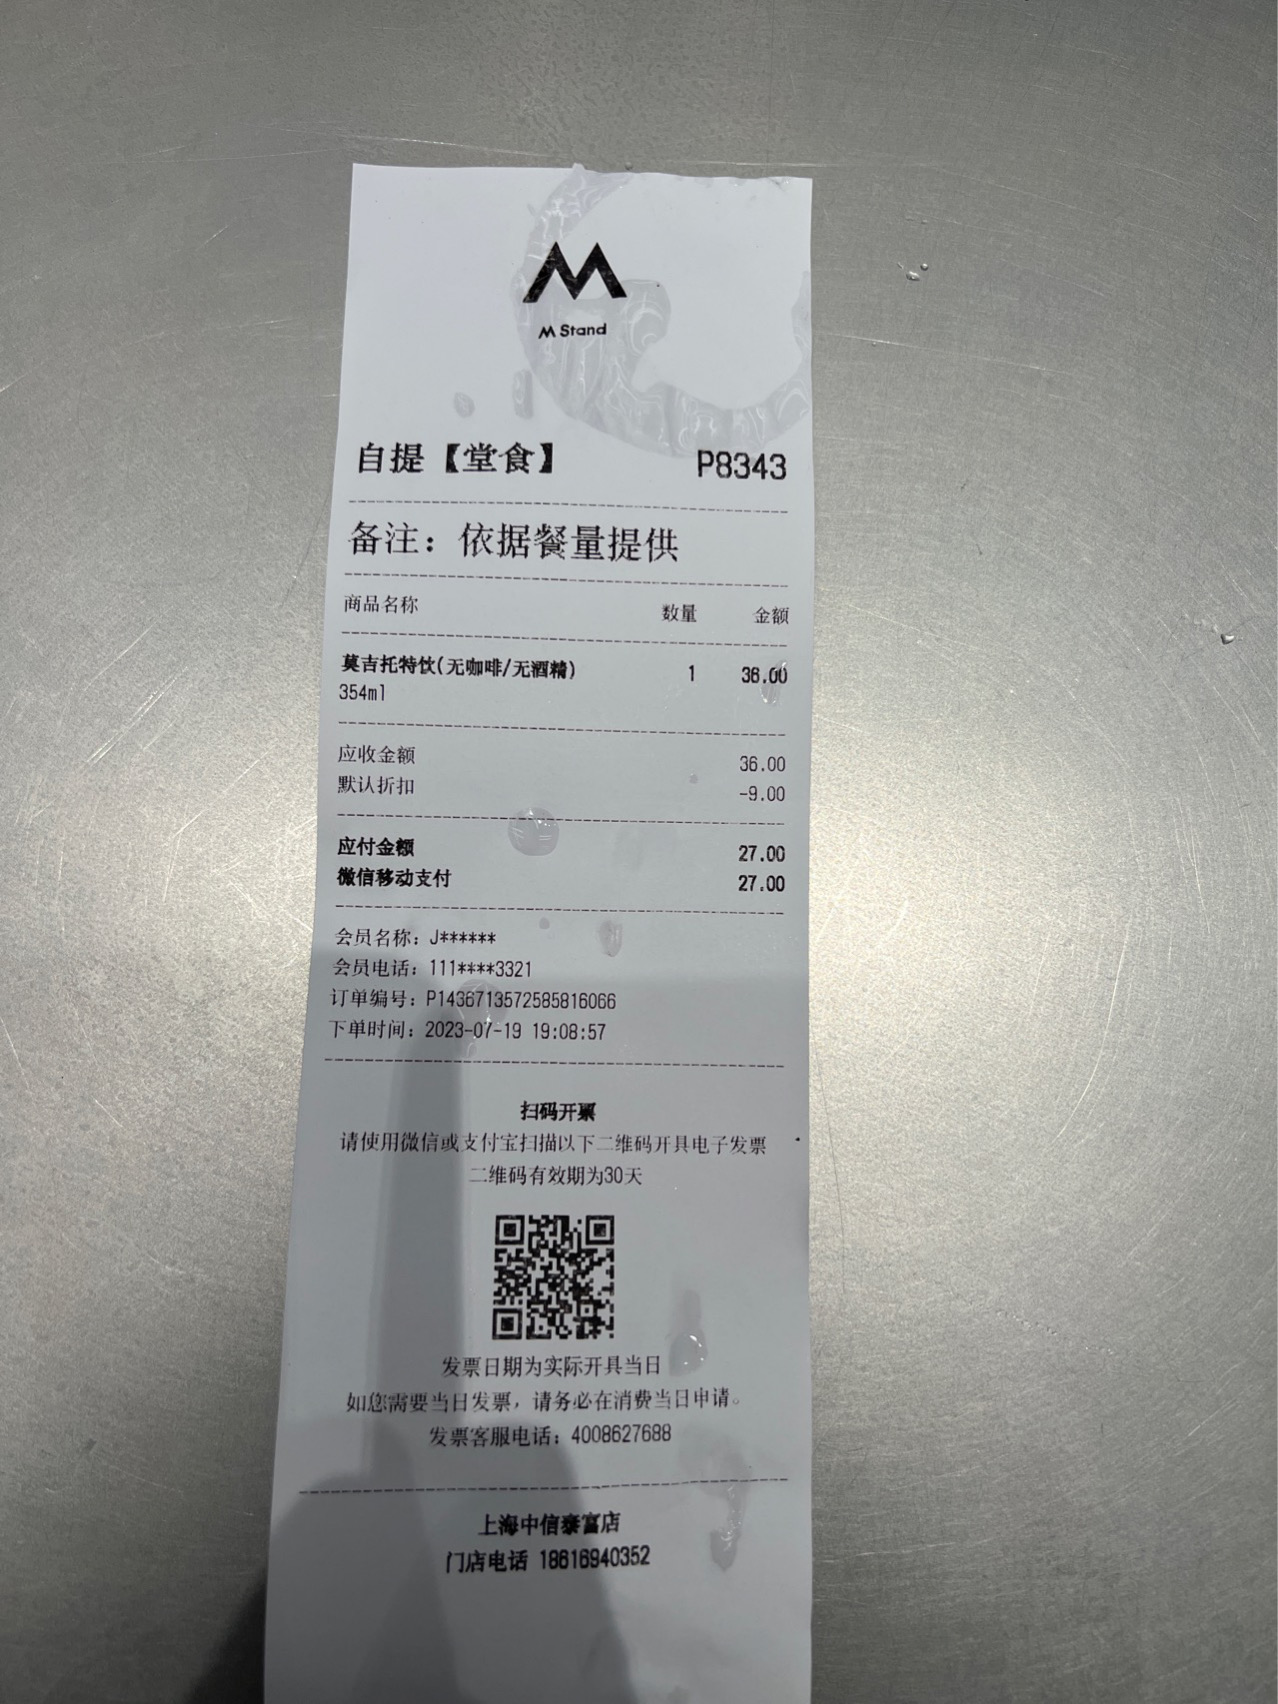 M Stand
自提【堂食】 P8343
备注：依据餐量提供
商品名称 数量 金额
莫吉托特饮(无咖啡/无酒精) 1 36.00
354ml
应收金额 36.00
默认折扣 -9.00
应付金额 27.00
微信移动支付 27.00
会员名称：J******
会员电话：111****3321
订单编号：P1436713572585816066
下单时间：2023-07-19 19:08:57
扫码开票
请使用微信或支付宝扫描以下二维码开具电子发票
二维码有效期为30天
发票日期为实际开具当日
如您需要当日发票，请务必在消费当日申请。
发票客服电话：4008627688
上海中信泰富店
门店电话 18616940352